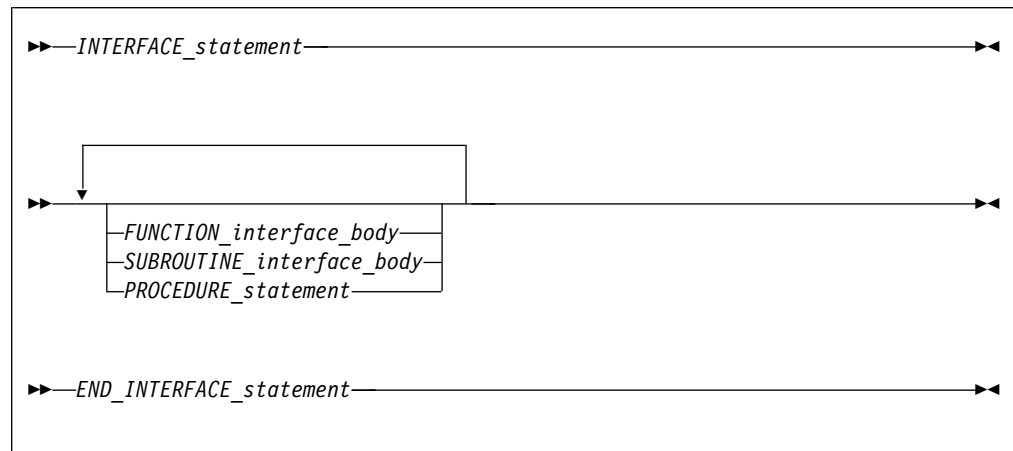 INTERFACE_statement
FUNCTION_interface_body
SUBROUTINE_interface_body
PROCEDURE_statement
END_INTERFACE_statement